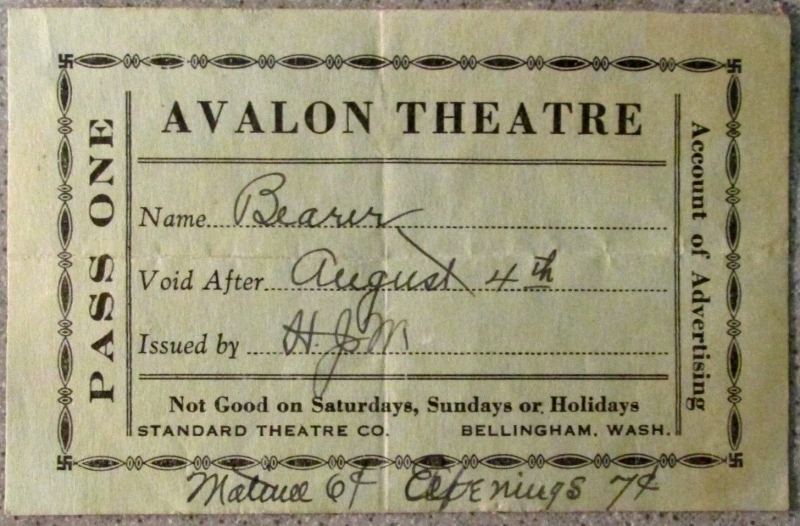 AVALON THEATRE
PASS ONE
Name Bearer
Void After August 4th
Issued by H.J.M
Not Good on Saturdays, Sundays or Holidays
STANDARD THEATRE CO. BELLINGHAM, WASH.
Account of Advertising
Matinee 6¢ Evenings 7¢